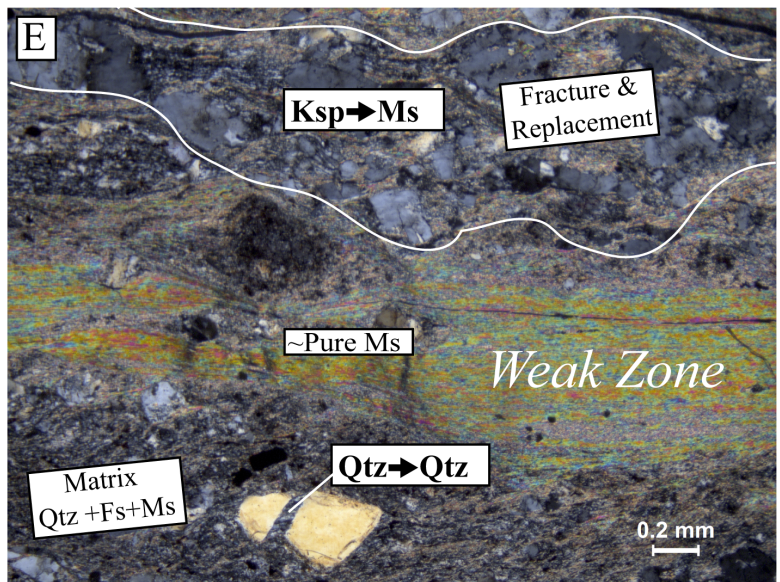 E
Ksp→Ms
Fracture &
Replacement
~Pure Ms
Weak Zone
Qtz→Qtz
Matrix
Qtz +Fs+Ms
0.2 mm